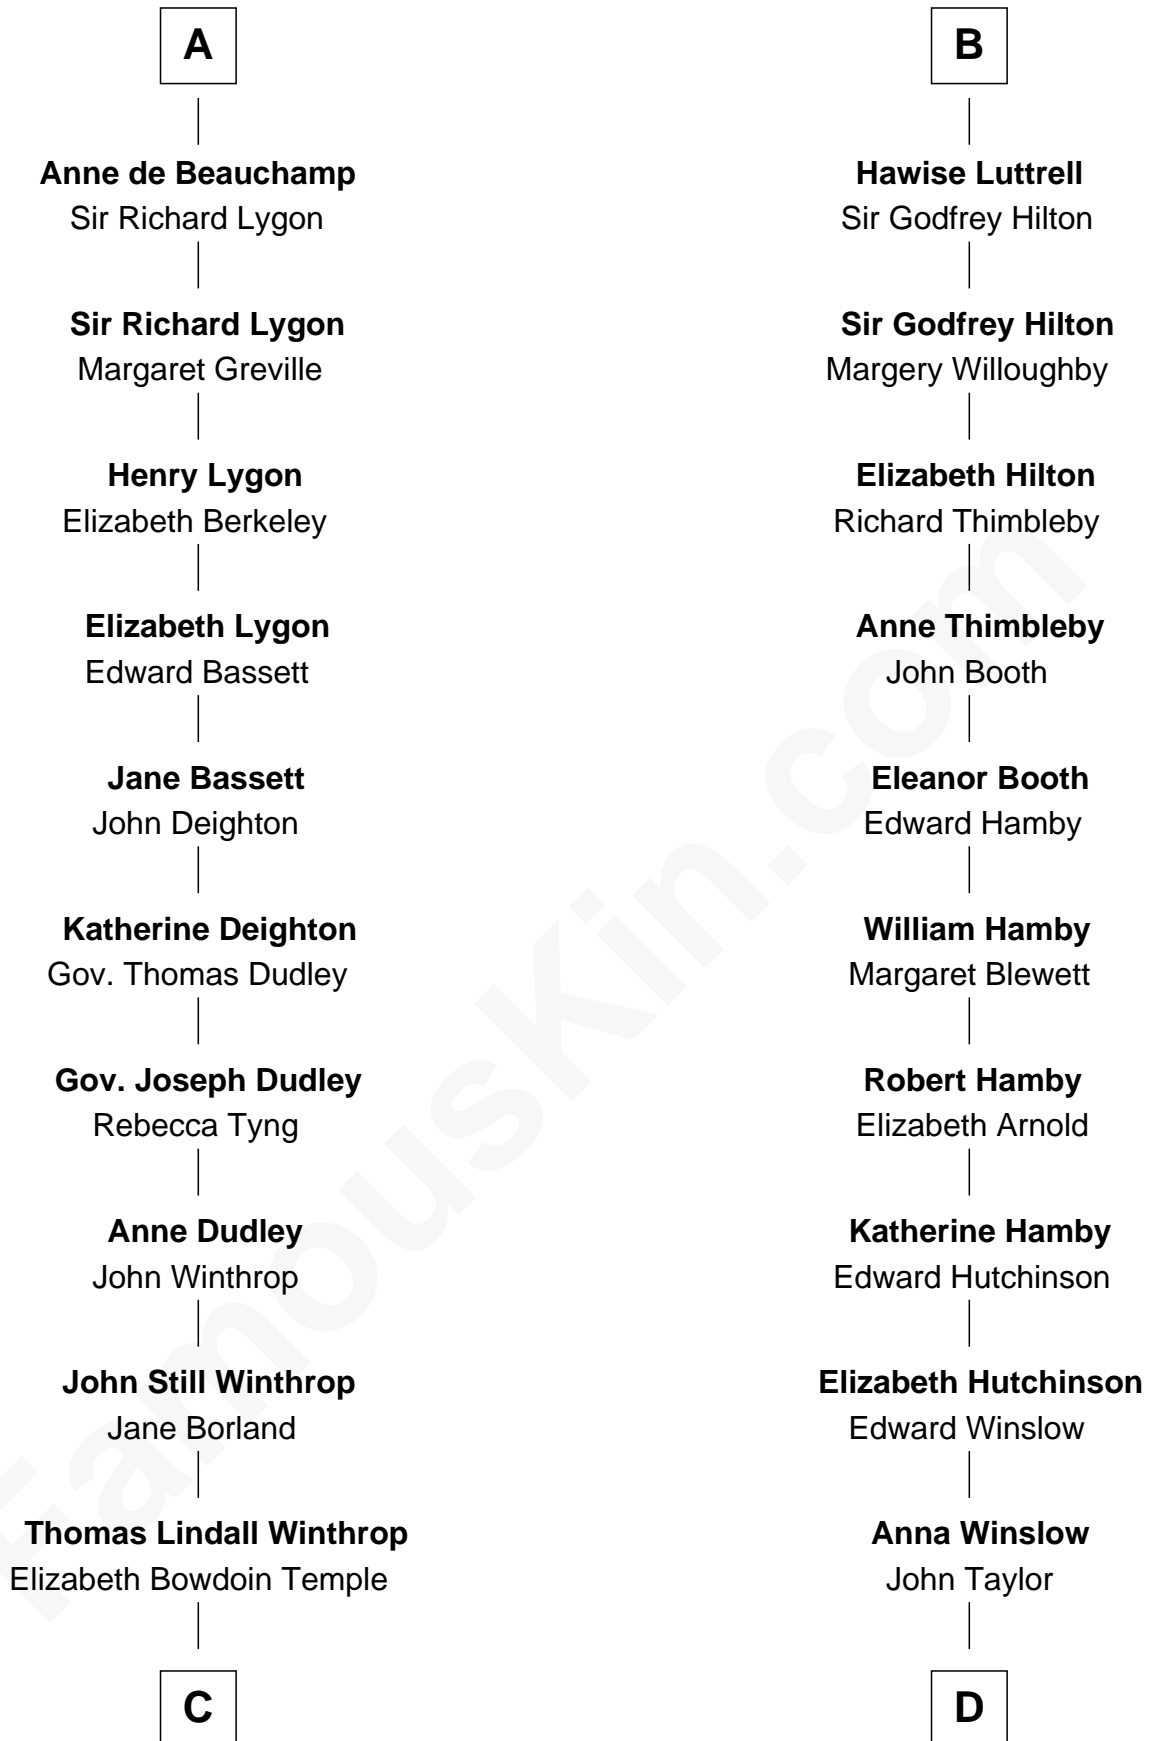 A
Anne de Beauchamp
Sir Richard Lygon
Sir Richard Lygon
Margaret Greville
Henry Lygon
Elizabeth Berkeley
Elizabeth Lygon
Edward Bassett
Jane Bassett
John Deighton
Katherine Deighton
Gov. Thomas Dudley
Gov. Joseph Dudley
Rebecca Tyng
Anne Dudley
John Winthrop
John Still Winthrop
Jane Borland
Thomas Lindall Winthrop
Elizabeth Bowdoin Temple
C
B
Hawise Luttrell
Sir Godfrey Hilton
Sir Godfrey Hilton
Margery Willoughby
Elizabeth Hilton
Richard Thimbleby
Anne Thimbleby
John Booth
Eleanor Booth
Edward Hamby
William Hamby
Margaret Blewett
Robert Hamby
Elizabeth Arnold
Katherine Hamby
Edward Hutchinson
Elizabeth Hutchinson
Edward Winslow
Anna Winslow
John Taylor
D
FamousKin.com